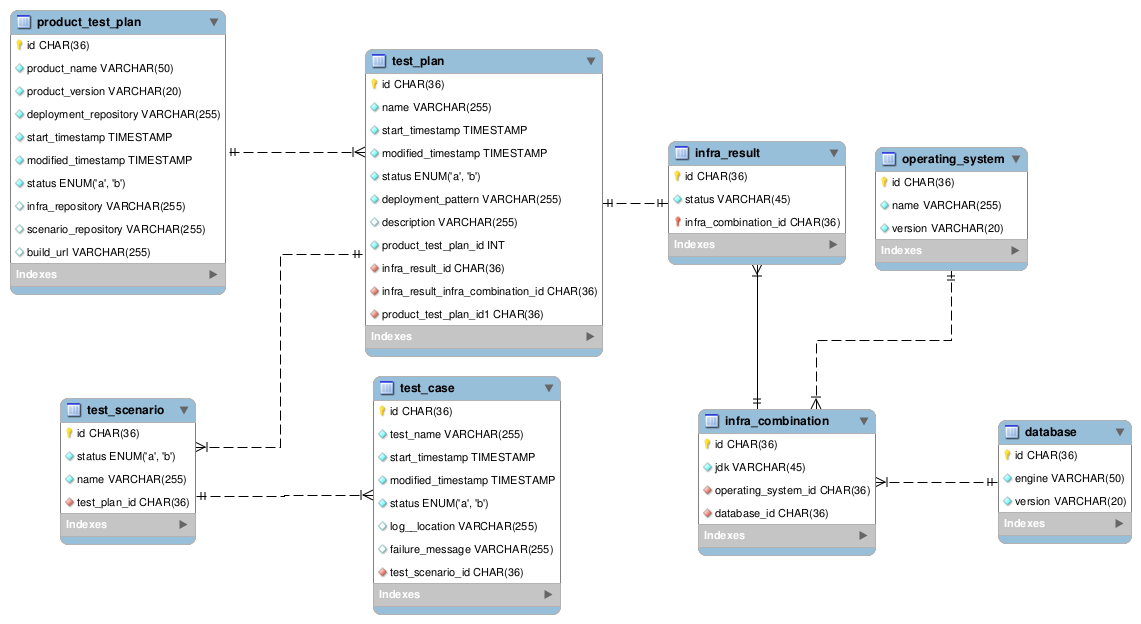 product_test_plan
id CHAR(36)
product_name VARCHAR(50)
product_version VARCHAR(20)
deployment_repository VARCHAR(255)
start_timestamp TIMESTAMP
modified_timestamp TIMESTAMP
status ENUM('a', 'b')
infra_repository VARCHAR(255)
scenario_repository VARCHAR(255)
build_url VARCHAR(255)
Indexes
test_plan
id CHAR(36)
name VARCHAR(255)
start_timestamp TIMESTAMP
modified_timestamp TIMESTAMP
status ENUM('a', 'b')
deployment_pattern VARCHAR(255)
description VARCHAR(255)
product_test_plan_id INT
infra_result_id CHAR(36)
infra_result_infra_combination_id CHAR(36)
product_test_plan_id1 CHAR(36)
Indexes
infra_result
id CHAR(36)
status VARCHAR(45)
infra_combination_id CHAR(36)
Indexes
operating_system
id CHAR(36)
name VARCHAR(255)
version VARCHAR(20)
Indexes
test_scenario
id CHAR(36)
status ENUM('a', 'b')
name VARCHAR(255)
test_plan_id CHAR(36)
Indexes
test_case
id CHAR(36)
test_name VARCHAR(255)
start_timestamp TIMESTAMP
modified_timestamp TIMESTAMP
status ENUM('a', 'b')
log__location VARCHAR(255)
failure_message VARCHAR(255)
test_scenario_id CHAR(36)
Indexes
infra_combination
id CHAR(36)
jdk VARCHAR(45)
operating_system_id CHAR(36)
database_id CHAR(36)
Indexes
database
id CHAR(36)
engine VARCHAR(50)
version VARCHAR(20)
Indexes